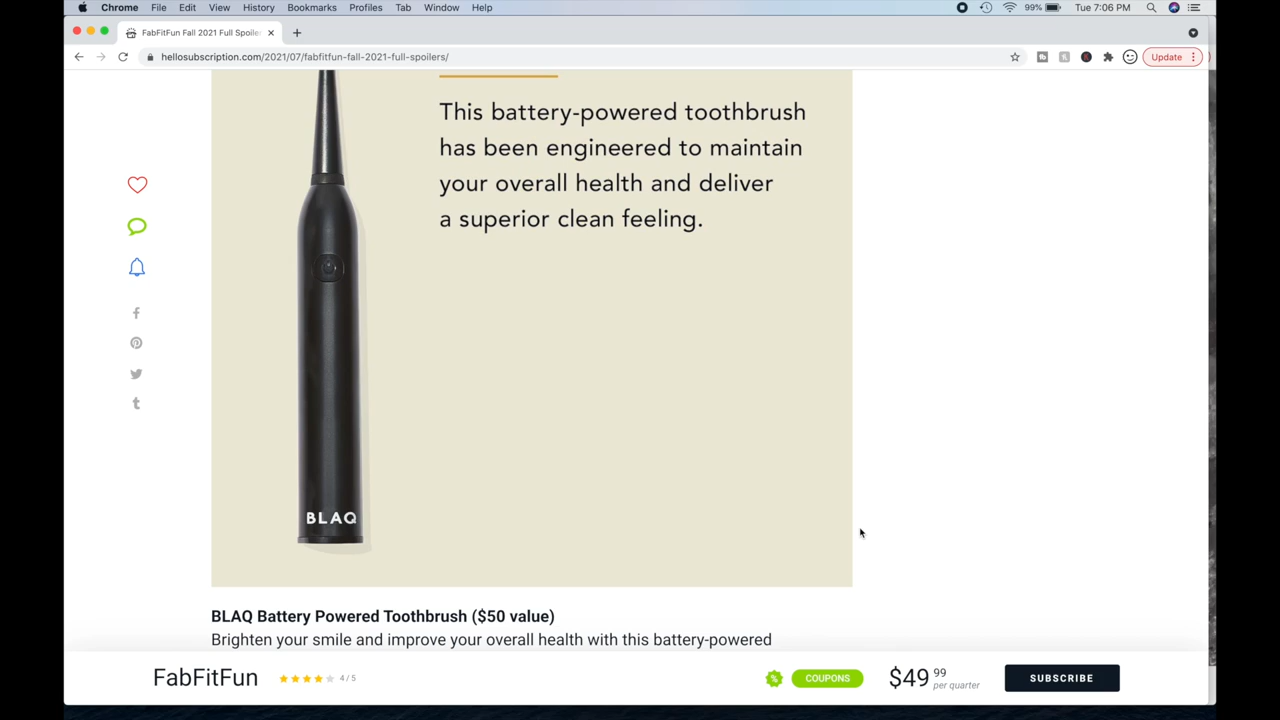 Chrome File Edit View History Bookmarks Profiles Tab Window Help 99% Tue 7:06 PM
FabFitFun Fall 2021 Full Spoile
hellosubscription.com/2021/07/fabfitfun-fall-2021-full-spoilers/ Update
This battery-powered toothbrush
has been engineered to maintain
your overall health and deliver
a superior clean feeling.
BLAQ
BLAQ Battery Powered Toothbrush ($50 value)
Brighten your smile and improve your overall health with this battery-powered
FabFitFun 4 / 5 % COUPONS $49 99 per quarter SUBSCRIBE